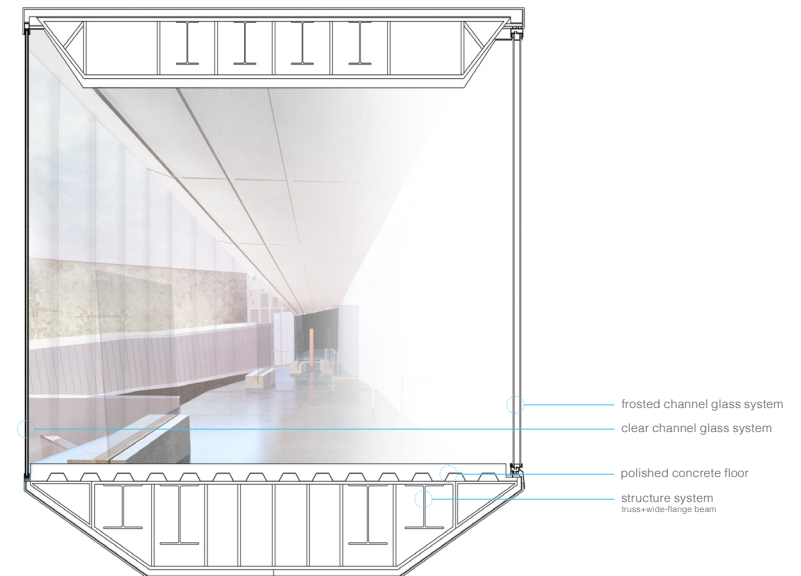 frosted channel glass system
clear channel glass system
polished concrete floor
structure system
truss+wide-flange beam